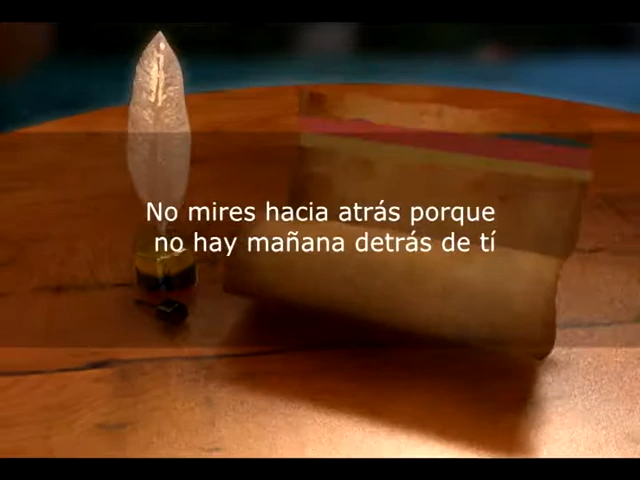 No mires hacia atrás porque
no hay mañana detrás de tí